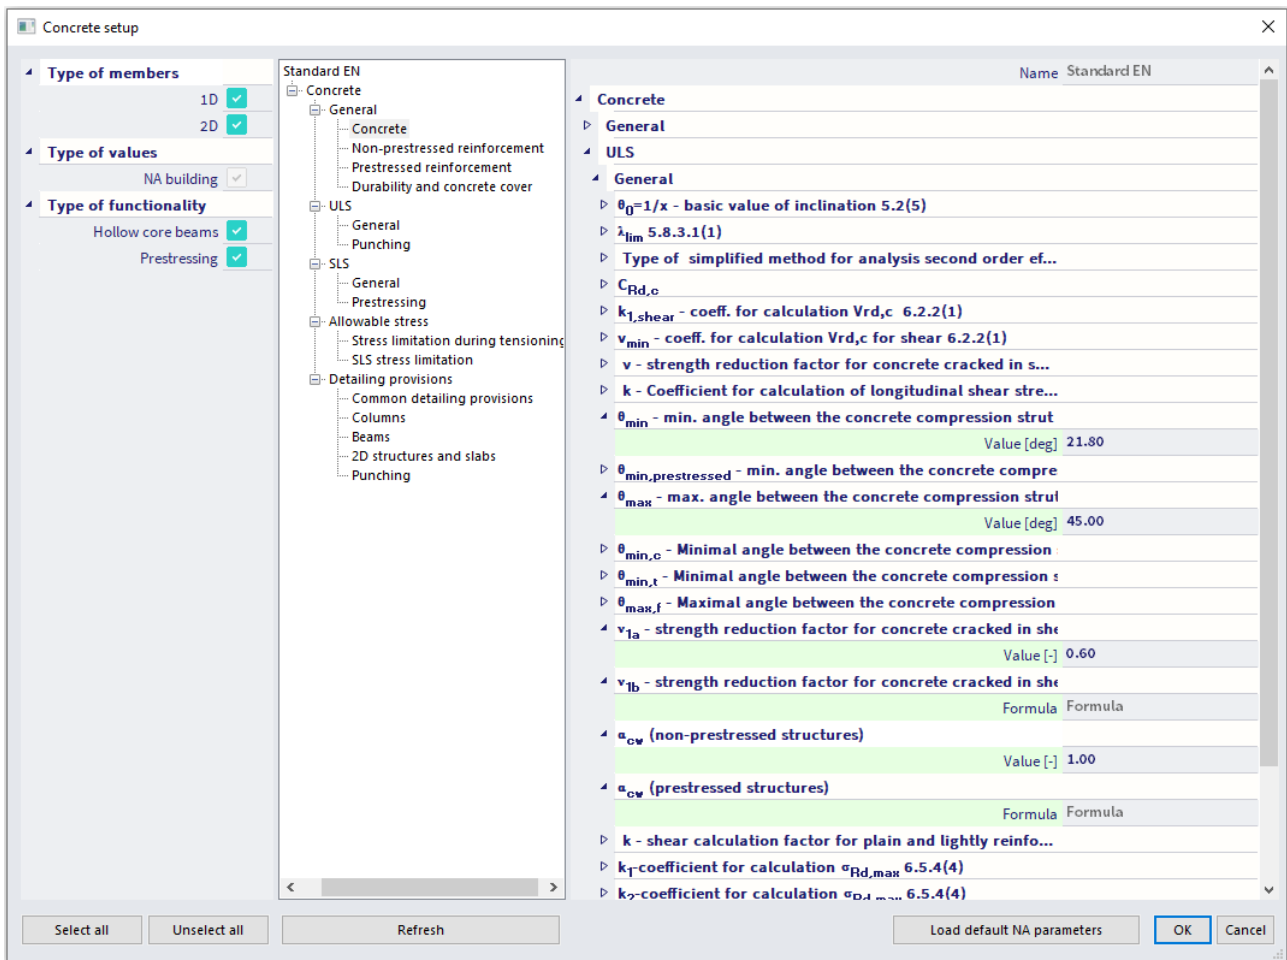 Concrete setup
Type of members
1D
2D
Type of values
NA building
Type of functionality
Hollow core beams
Prestressing
Standard EN
Concrete
General
Concrete
Non-prestressed reinforcement
Prestressed reinforcement
Durability and concrete cover
ULS
General
Punching
SLS
General
Prestressing
Allowable stress
Stress limitation during tensioning
SLS stress limitation
Detailing provisions
Common detailing provisions
Columns
Beams
2D structures and slabs
Punching
Name Standard EN
Concrete
General
ULS
General
θ0=1/x - basic value of inclination 5.2(5)
λlim 5.8.3.1(1)
Type of simplified method for analysis second order ef...
CRd,c
k1,shear - coeff. for calculation Vrd,c 6.2.2(1)
vmin - coeff. for calculation Vrd,c for shear 6.2.2(1)
v - strength reduction factor for concrete cracked in s...
k - Coefficient for calculation of longitudinal shear stre...
θmin - min. angle between the concrete compression strut
Value [deg] 21.80
θmin,prestressed - min. angle between the concrete compre
θmax - max. angle between the concrete compression strut
Value [deg] 45.00
θmin,c - Minimal angle between the concrete compression
θmin,t - Minimal angle between the concrete compression s
θmax,f - Maximal angle between the concrete compression
ν1a - strength reduction factor for concrete cracked in she
Value [-] 0.60
ν1b - strength reduction factor for concrete cracked in she
Formula Formula
αcw (non-prestressed structures)
Value [-] 1.00
αcw (prestressed structures)
Formula Formula
k - shear calculation factor for plain and lightly reinfo...
k1-coefficient for calculation σRd,max 6.5.4(4)
k2-coefficient for calculation σRd,max 6.5.4(4)
Select all
Unselect all
Refresh
Load default NA parameters
OK
Cancel